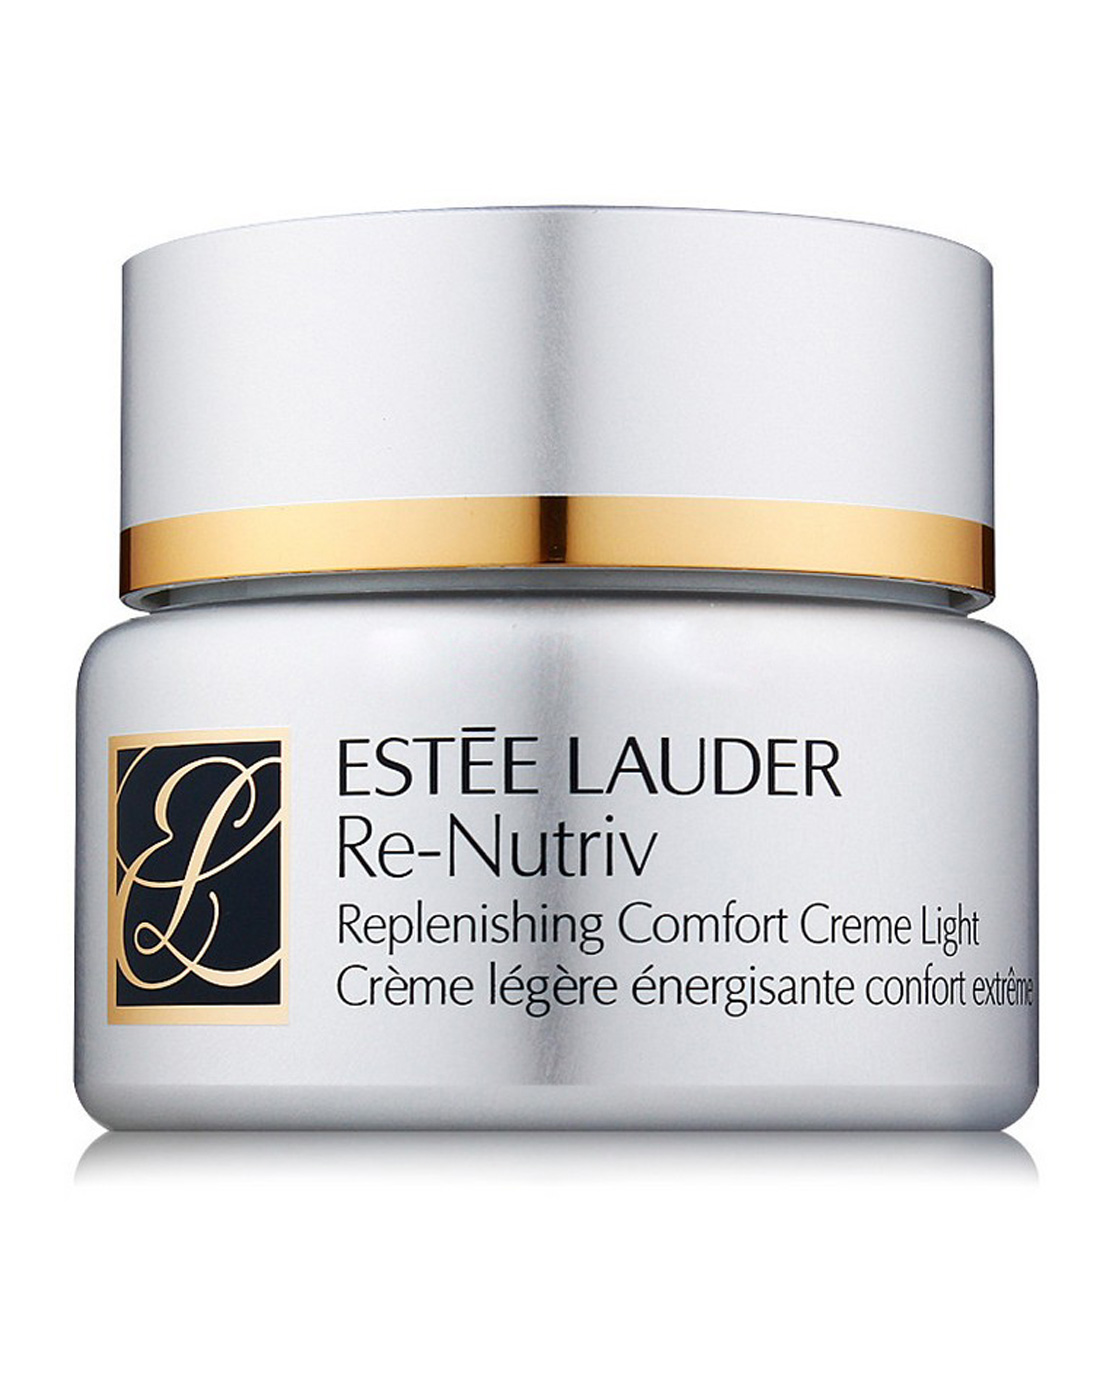 ESTĒE LAUDER
Re-Nutriv
Replenishing Comfort Creme Light
Crème légère énergisante confort extrême